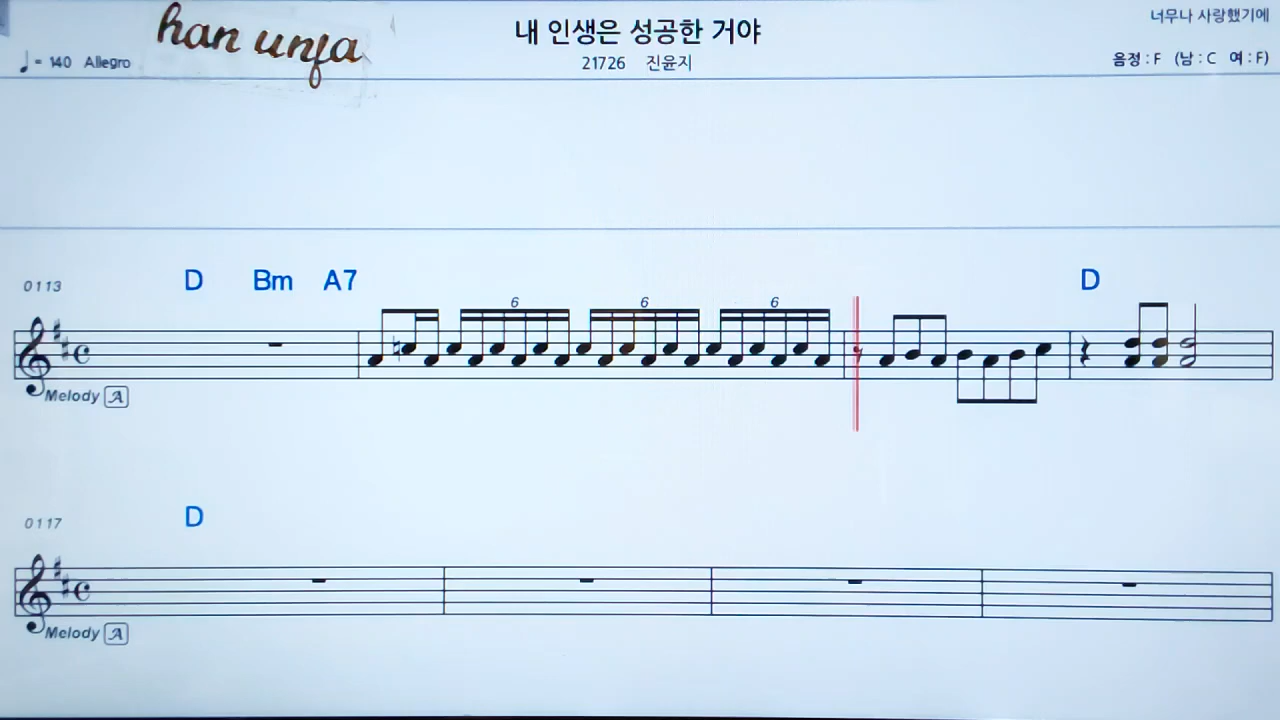 han unja
내 인생은 성공한 거야
너무나 사랑했기에
♩ = 140 Allegro
21726 진윤지
음정 : F (남 : C 여 : F)
0113
D Bm A7 D
6 6 6
Melody A
0117
D
Melody A